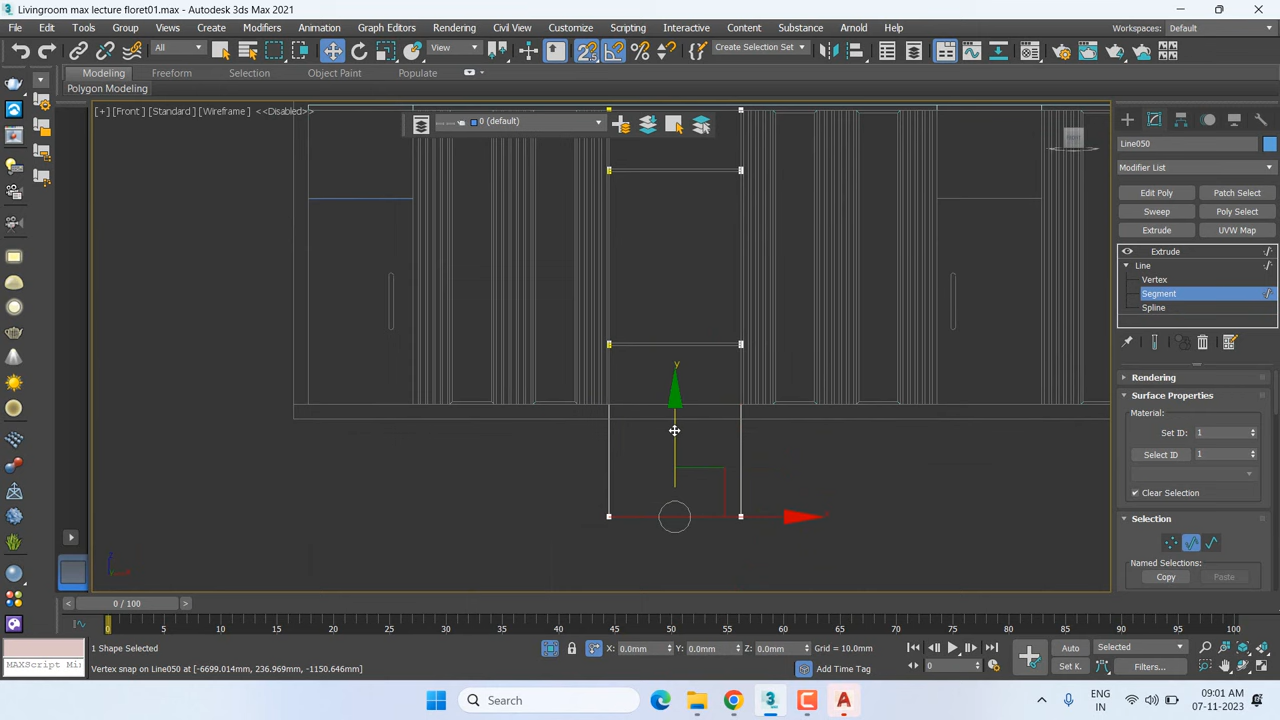 Livingroom max lecture floret01.max - Autodesk 3ds Max 2021
File Edit Tools Group Views Create Modifiers Animation Graph Editors Rendering Civil View Customize Scripting Interactive Content Substance Arnold Help Workspaces: Default
All View Create Selection Set
Modeling Freeform Selection Object Paint Populate
Polygon Modeling
[+] [Front ] [Standard ] [Wireframe ] <<Disabled>>
0 (default)
Line050
Modifier List
Edit Poly Patch Select
Sweep Poly Select
Extrude UVW Map
Extrude
Line
Vertex
Segment
Spline
y
Rendering
Surface Properties
Material:
Set ID: 1
Select ID 1
Clear Selection
Selection
Named Selections:
Copy Paste
0 / 100
0 5 10 15 20 25 30 35 40 45 50 55 60 65 70 75 80 85 90 95 100
1 Shape Selected X: 0.0mm Y: 0.0mm Z: 0.0mm Grid = 10.0mm Auto Selected
MAXScript Mi Vertex snap on Line050 at [-6699.014mm, 236.969mm, -1150.646mm] Add Time Tag 0 Set K. Filters...
Search ENG IN 09:01 AM 07-11-2023